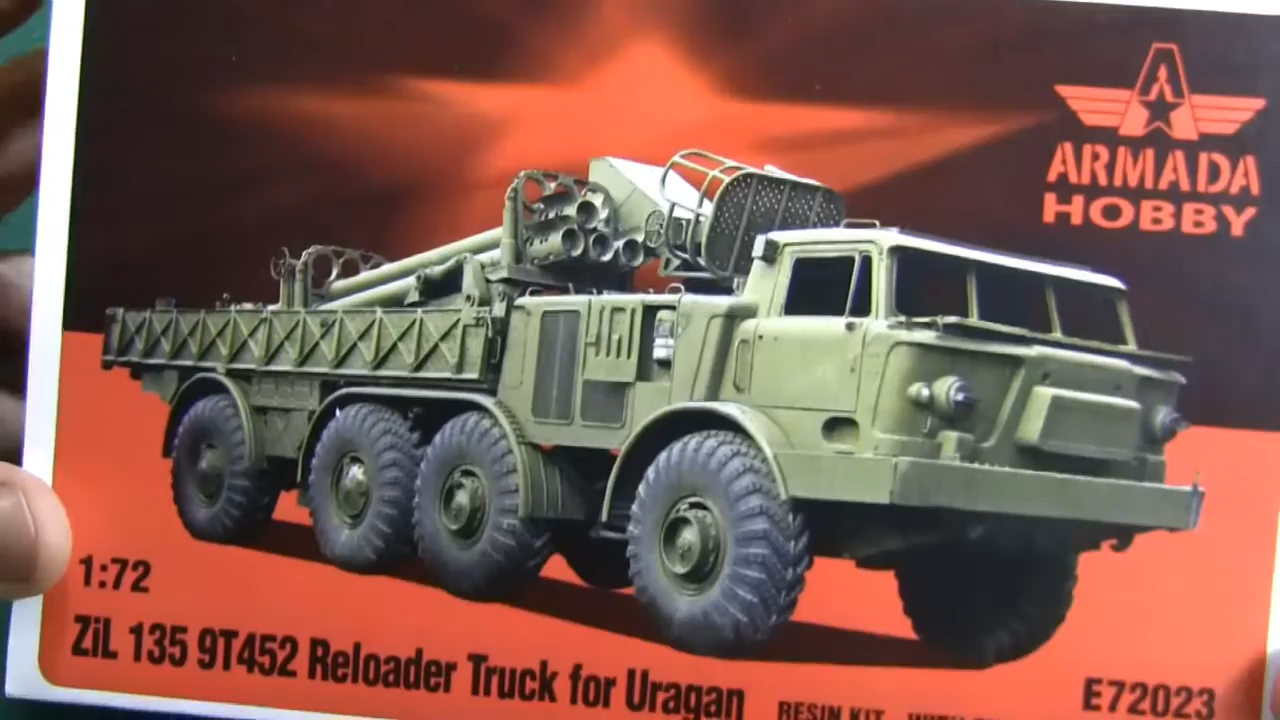 ARMADA
HOBBY
1:72
ZiL 135 9T452 Reloader Truck for Uragan
RESIN KIT
E72023